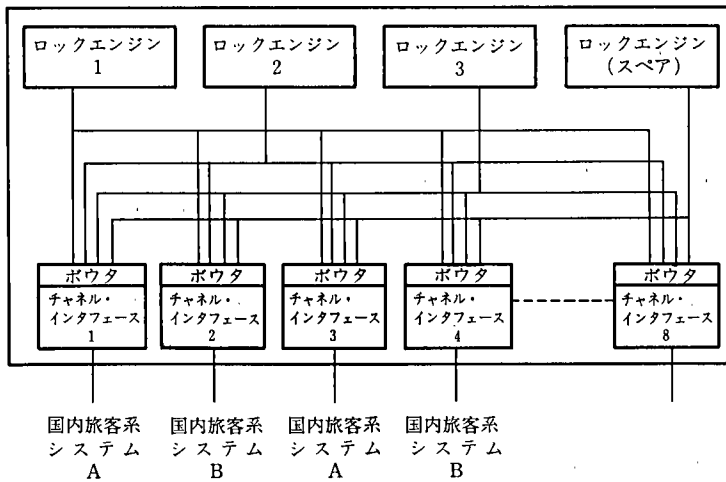 ロックエンジン
1
ロックエンジン
2
ロックエンジン
3
ロックエンジン
(スペア)
ボウタ
チャネル・
インタフェース
1
ボウタ
チャネル・
インタフェース
2
ボウタ
チャネル・
インタフェース
3
ボウタ
チャネル・
インタフェース
4
ボウタ
チャネル・
インタフェース
8
国内旅客系
システム
A
国内旅客系
システム
B
国内旅客系
システム
A
国内旅客系
システム
B